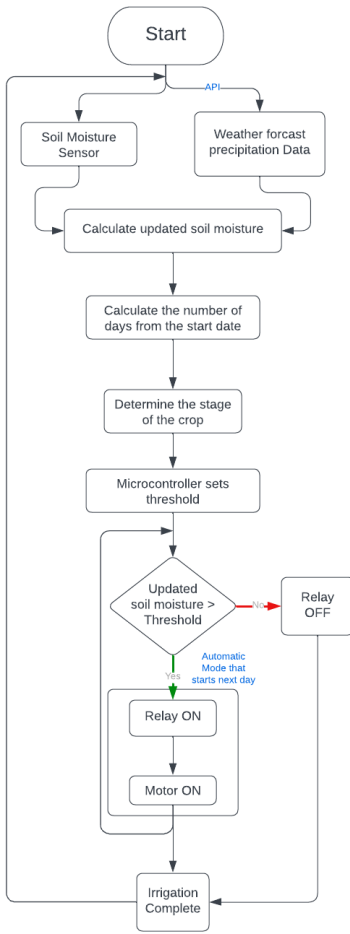 Start
API
Soil Moisture
Sensor
Weather forcast
precipitation Data
Calculate updated soil moisture
Calculate the number of
days from the start date
Determine the stage
of the crop
Microcontroller sets
threshold
Updated
soil moisture >
Threshold
No
Relay
OFF
Yes
Automatic
Mode that
starts next day
Relay ON
Motor ON
Irrigation
Complete